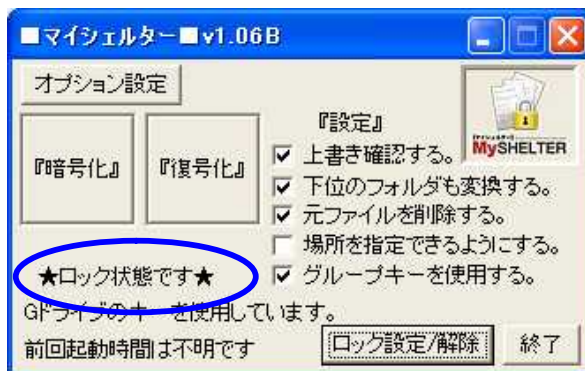 ■マイシェルター■v1.06B
オプション設定
『設定』
『暗号化』
『復号化』
MySHELTER
上書き確認する。
下位のフォルダも変換する。
元ファイルを削除する。
場所を指定できるようにする。
グループキーを使用する。
★ロック状態です★
Gドライブのキーを使用しています。
前回起動時間は不明です
ロック設定/解除
終了